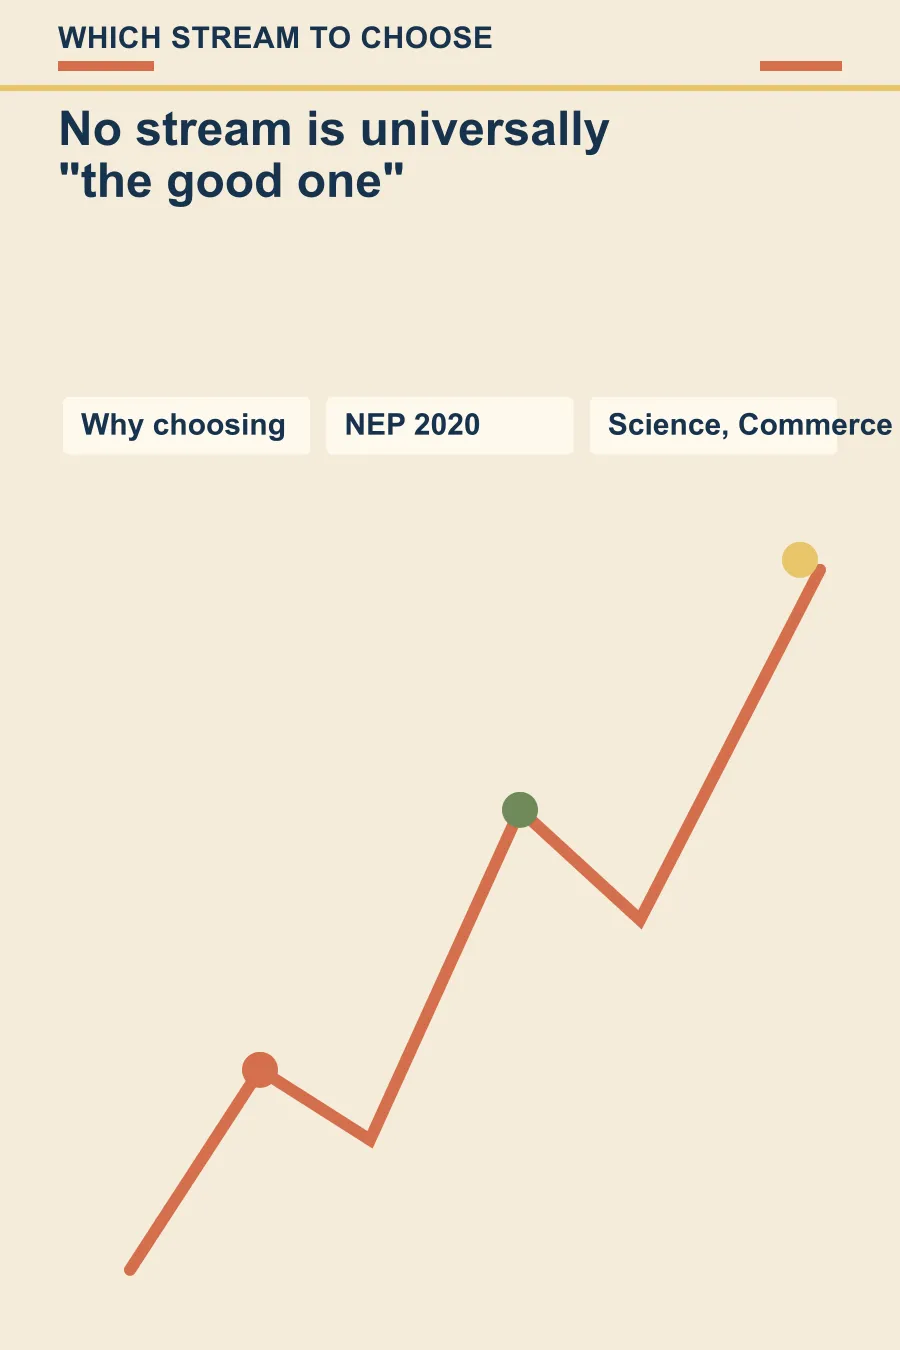 WHICH STREAM TO CHOOSE
No stream is universally
"the good one"
Why choosing
NEP 2020
Science, Commerce